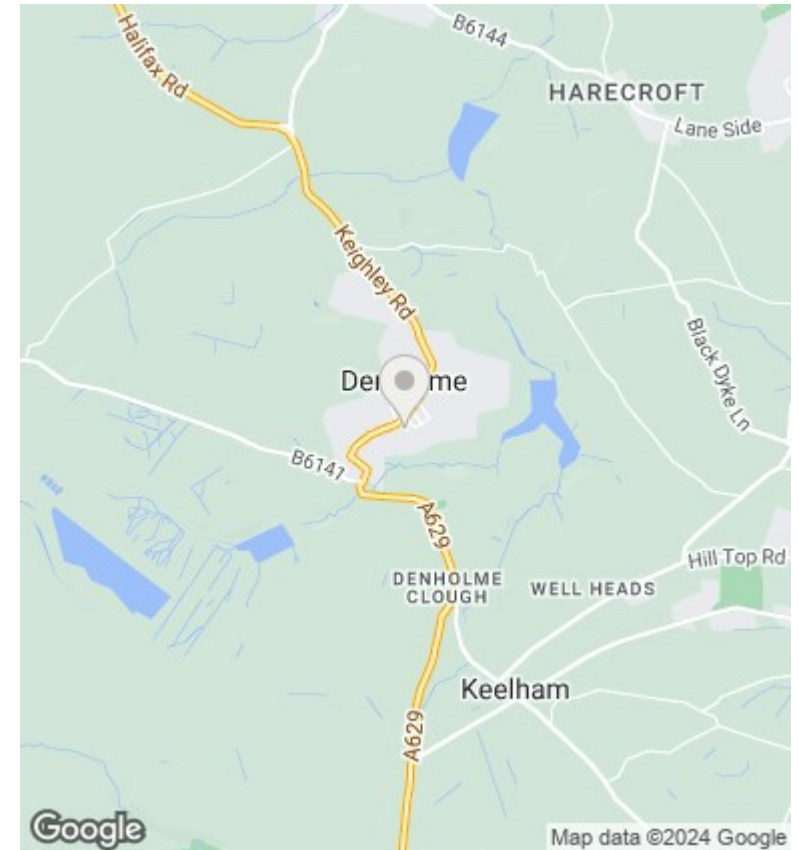 B6144
Halifax Rd
HARECROFT
Lane Side
Keighley Rd
Black Dyke Ln
B6141
A629
Hill Top Rd
DENHOLME
CLOUGH
WELL HEADS
Keelham
A629
Google
Map data ©2024 Google